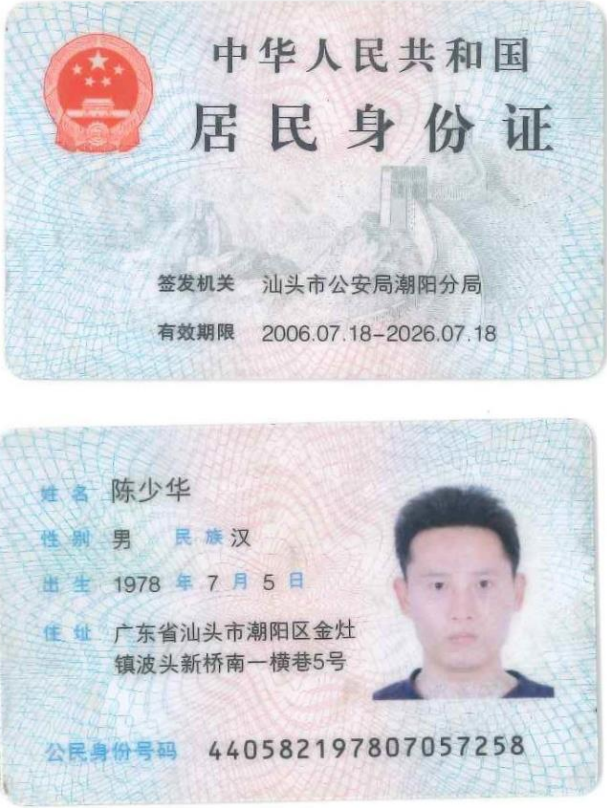 中华人民共和国
居民身份证
签发机关 汕头市公安局潮阳分局
有效期限 2006.07.18-2026.07.18
姓名 陈少华
性别 男 民族 汉
出生 1978 年 7 月 5 日
住址 广东省汕头市潮阳区金灶
镇波头新桥南一横巷5号
公民身份号码 440582197807057258